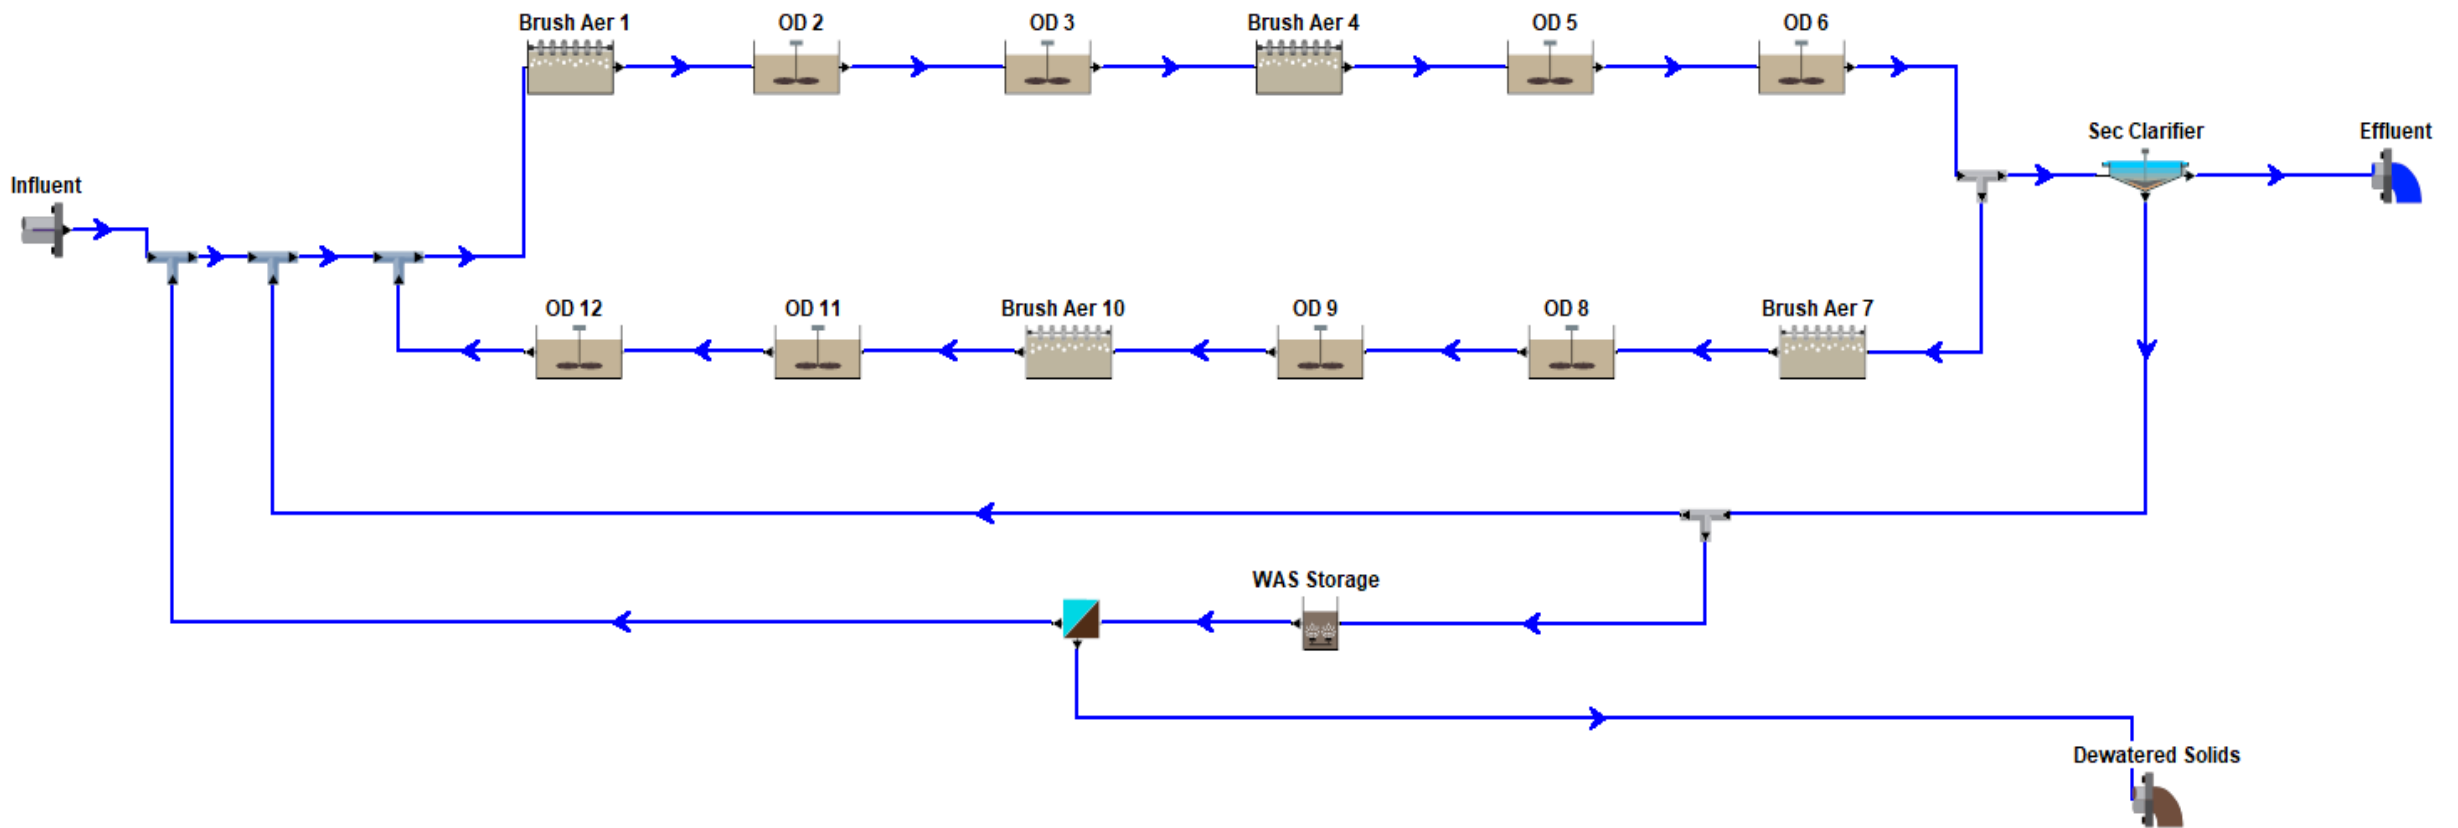 Brush Aer 1
OD 2
OD 3
Brush Aer 4
OD 5
OD 6
Sec Clarifier
Effluent
Influent
OD 12
OD 11
Brush Aer 10
OD 9
OD 8
Brush Aer 7
WAS Storage
Dewatered Solids